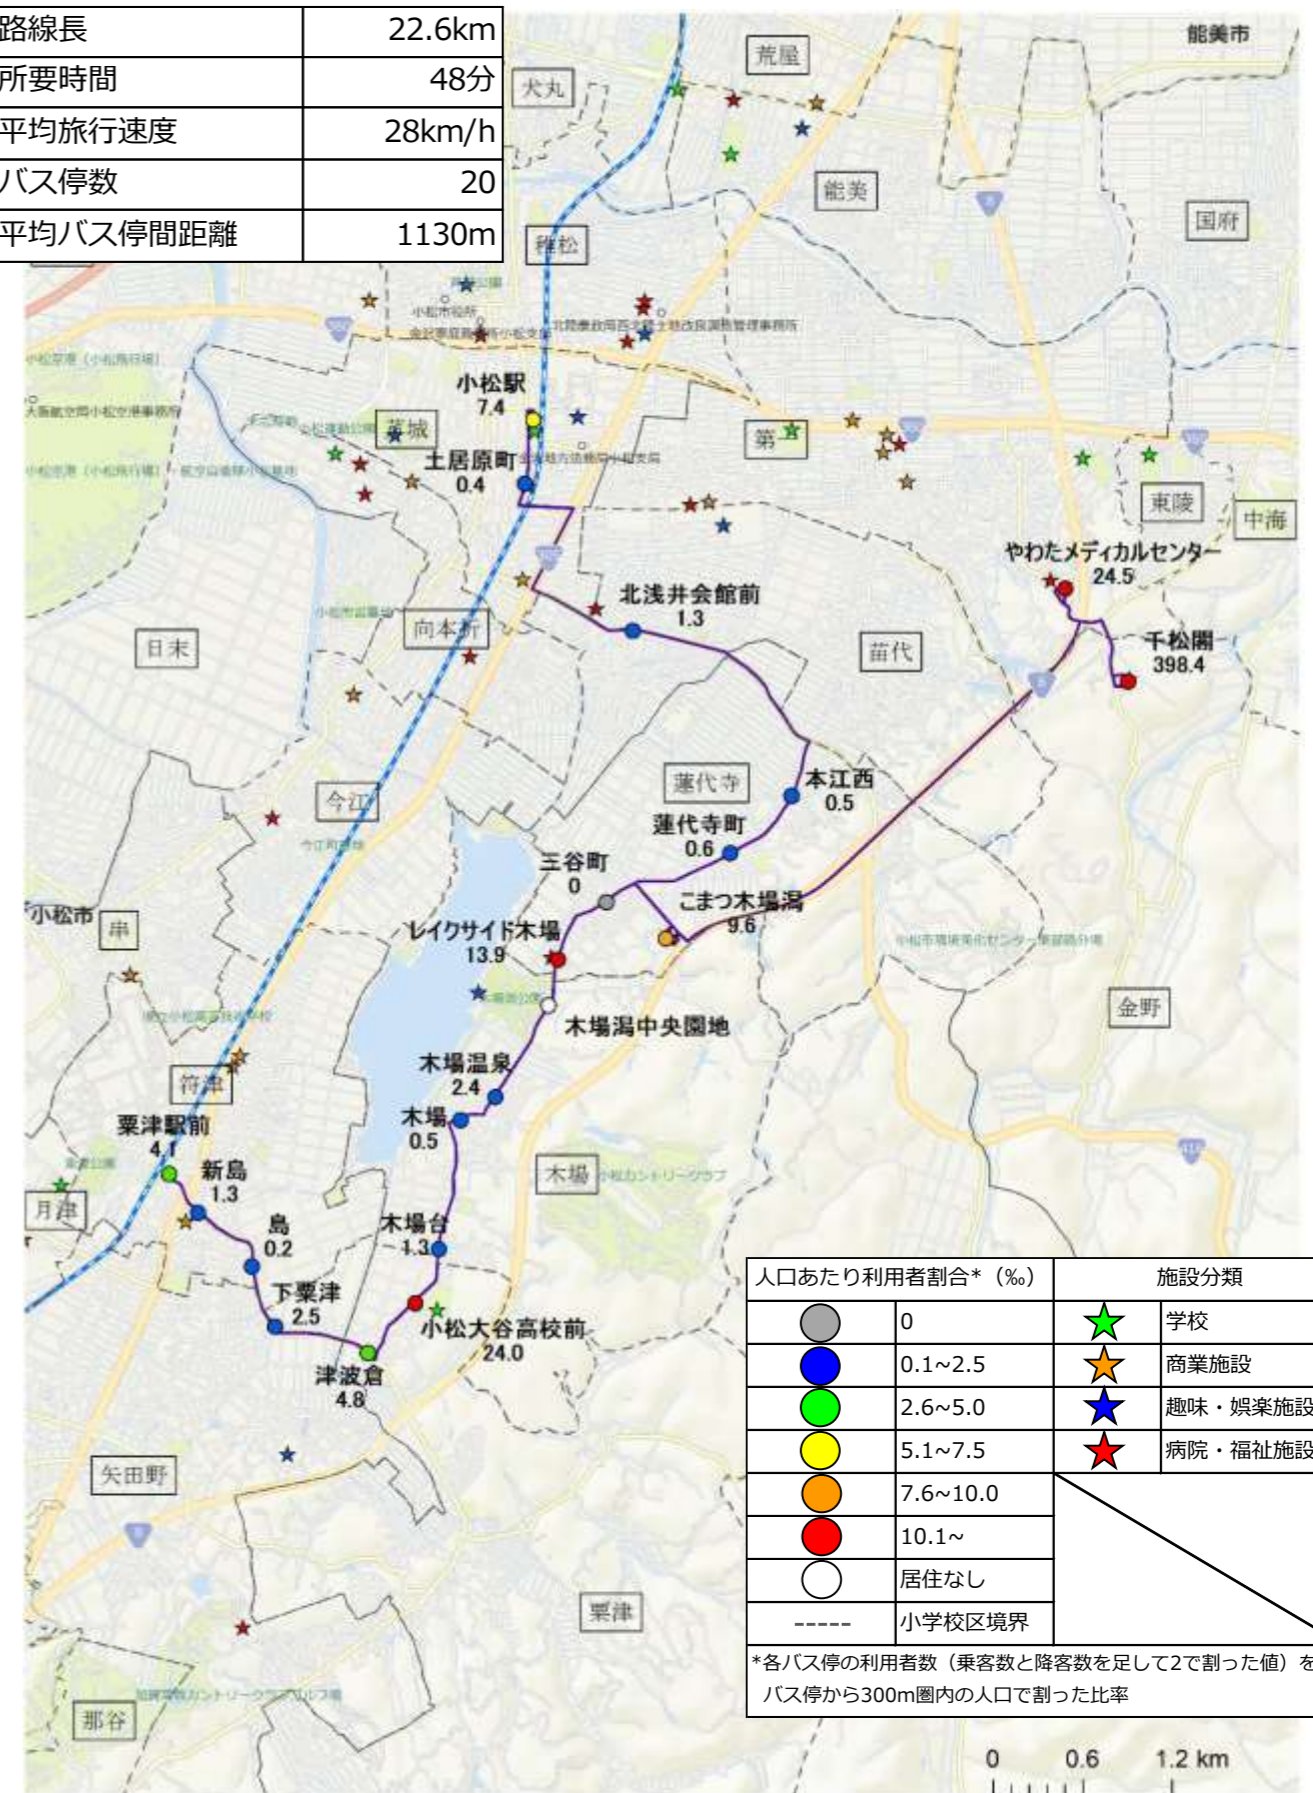 路線長 22.6km
所要時間 48分
平均旅行速度 28km/h
バス停数 20
平均バス停間距離 1130m
能美市
荒屋
犬丸
能美
国府
稚松
小松市役所
小松駅
7.4
土居原町
0.4
第一
東陵
中海
やわたメディカルセンター
24.5
北浅井会館前
1.3
向本折
日末
苗代
千松閣
398.4
今江
蓮代寺
本江西
0.5
蓮代寺町
0.6
三谷町
0
こまつ木場潟
9.6
小松市
串
レイクサイド木場
13.9
木場潟中央園地
金野
木場温泉
2.4
符津
木場
0.5
粟津駅前
4.1
新島
1.3
木場
小松カントリークラブ
月津
島
0.2
木場台
1.3
下粟津
2.5
小松大谷高校前
24.0
津波倉
4.8
矢田野
粟津
那谷
人口あたり利用者割合*（‰） 施設分類
0 学校
0.1~2.5 商業施設
2.6~5.0 趣味・娯楽施設
5.1~7.5 病院・福祉施設
7.6~10.0
10.1~
居住なし
小学校区境界
*各バス停の利用者数（乗客数と降客数を足して2で割った値）を
バス停から300m圏内の人口で割った比率
0 0.6 1.2 km